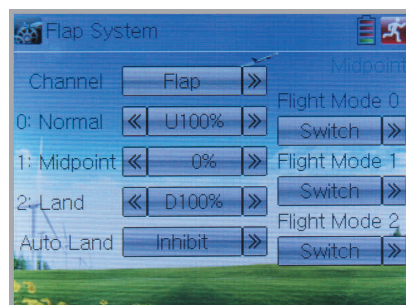 Flap System
Midpoint
Channel Flap
Flight Mode 0
0: Normal U100%
Switch
1: Midpoint 0%
Flight Mode 1
Switch
2: Land D100%
Flight Mode 2
Auto Land Inhibit
Switch